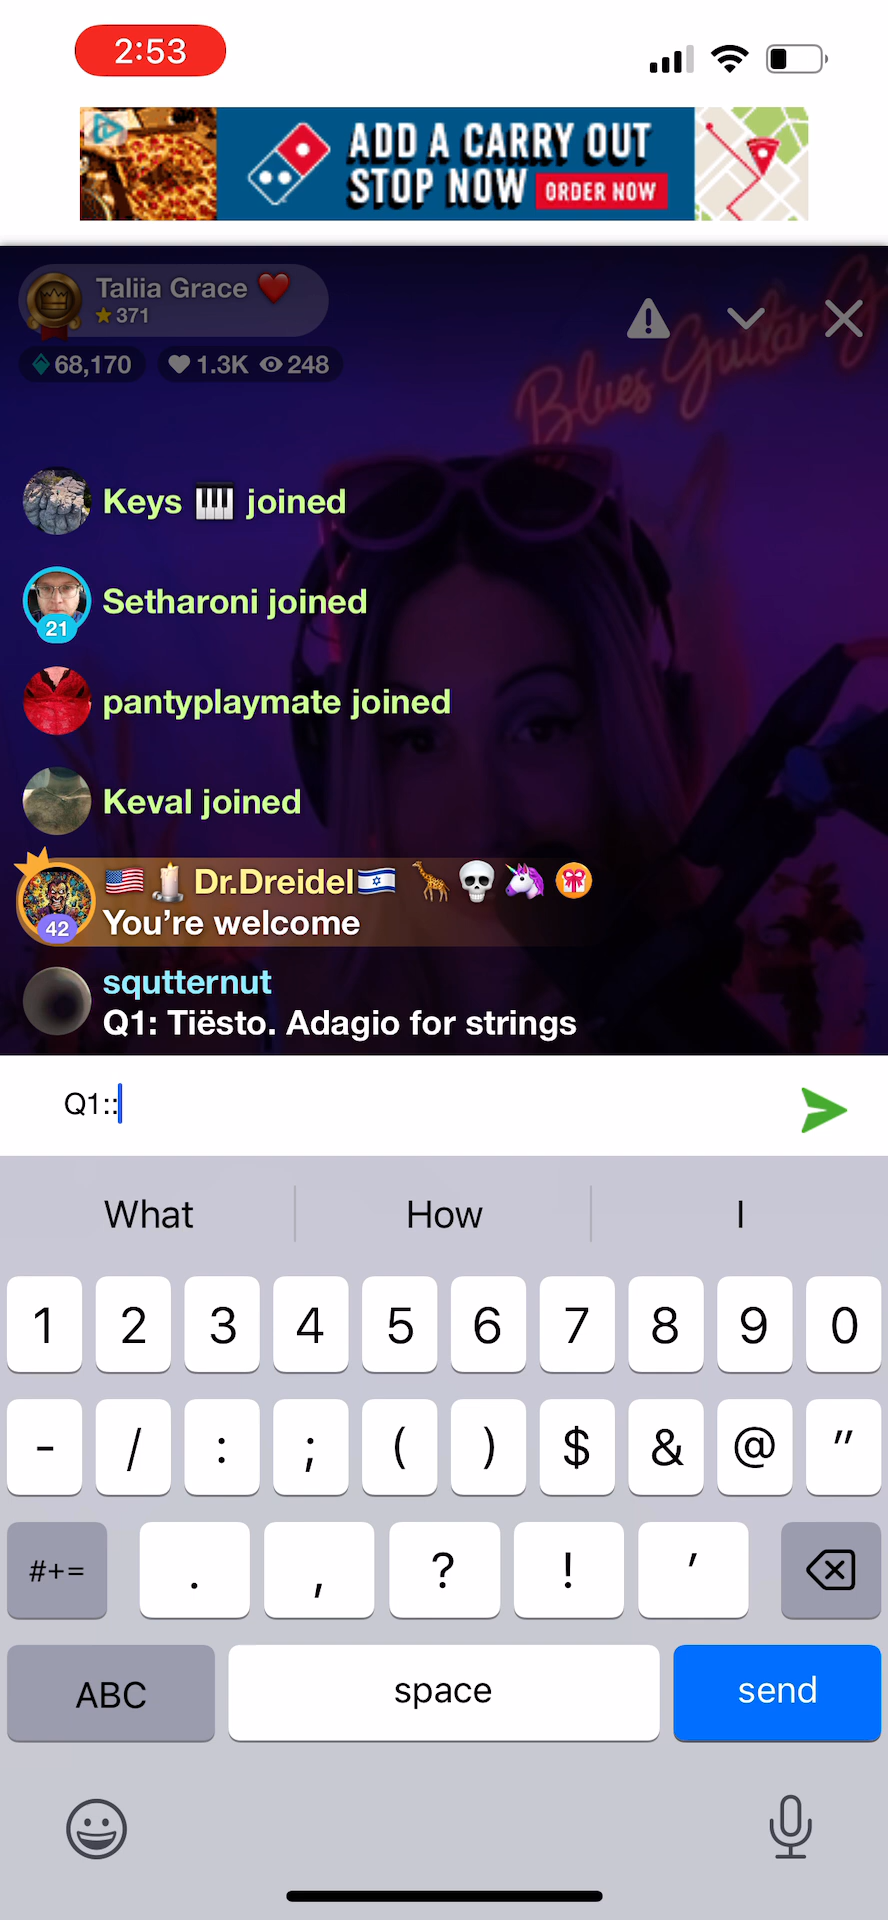 2:53
ADD A CARRY OUT
STOP NOW ORDER NOW
Taliia Grace ❤️
371
68,170 1.3K 248
Blues Guitar G
Keys 🎹 joined
Setharoni joined
21
pantyplaymate joined
Keval joined
🇺🇸 🕯️ Dr.Dreidel🇮🇱 🦒💀🦄
42
You're welcome
squtternut
Q1: Tiësto. Adagio for strings
Q1::
What How I
1 2 3 4 5 6 7 8 9 0
- / : ; ( ) $ & @ "
#+= . , ? ! '
ABC space send